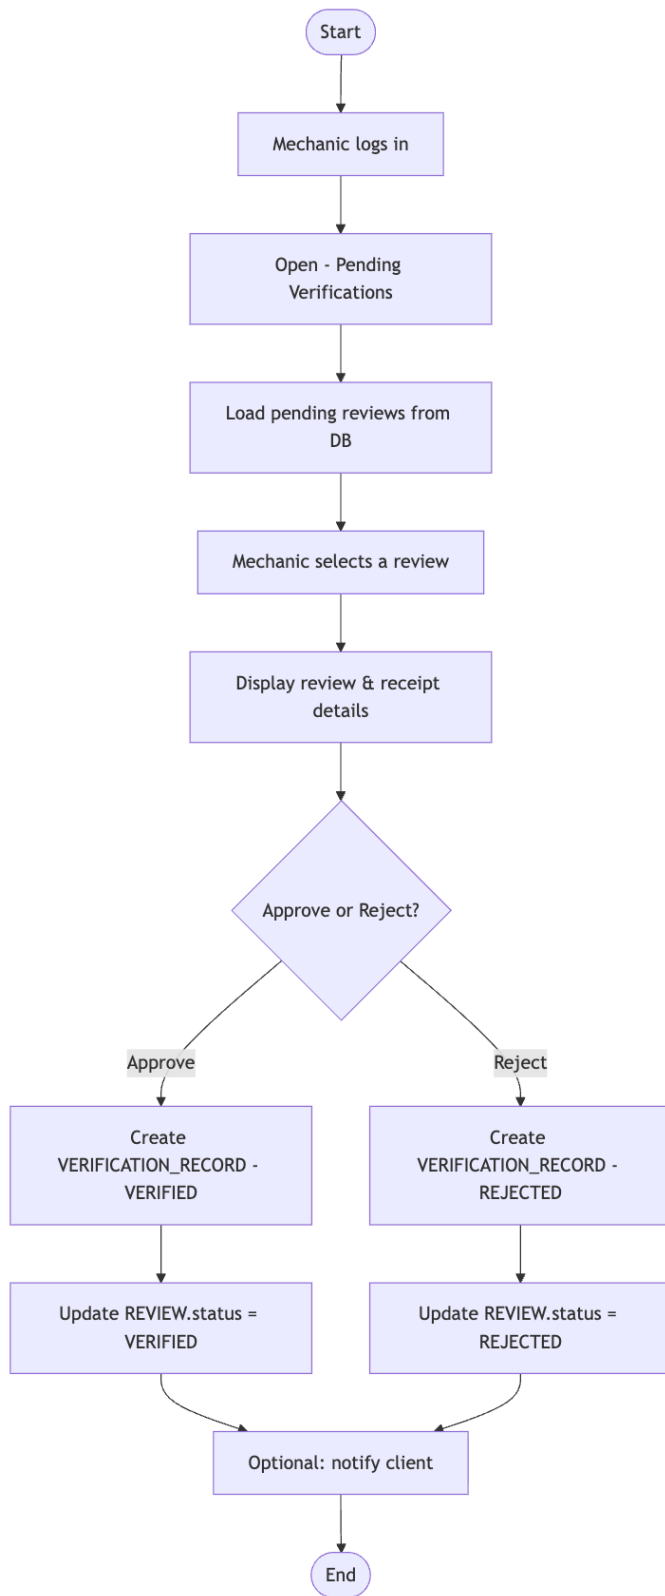 Start
Mechanic logs in
Open - Pending
Verifications
Load pending reviews from
DB
Mechanic selects a review
Display review & receipt
details
Approve or Reject?
Approve
Reject
Create
VERIFICATION_RECORD -
VERIFIED
Create
VERIFICATION_RECORD -
REJECTED
Update REVIEW.status =
VERIFIED
Update REVIEW.status =
REJECTED
Optional: notify client
End